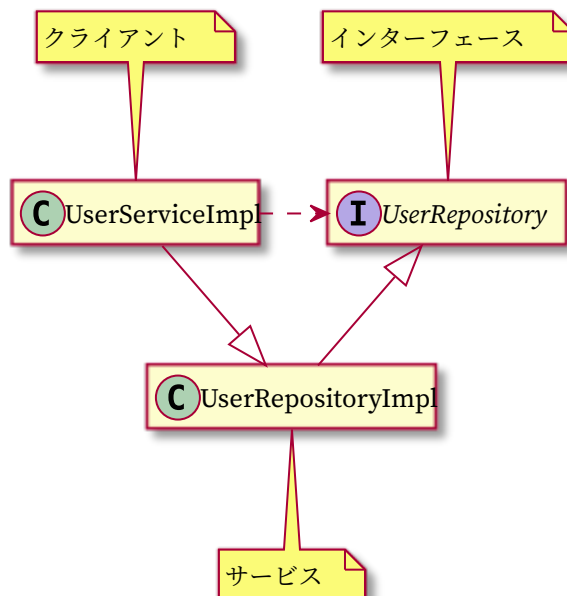 クライアント
インターフェース
C UserServiceImpl
I UserRepository
C UserRepositoryImpl
サービス